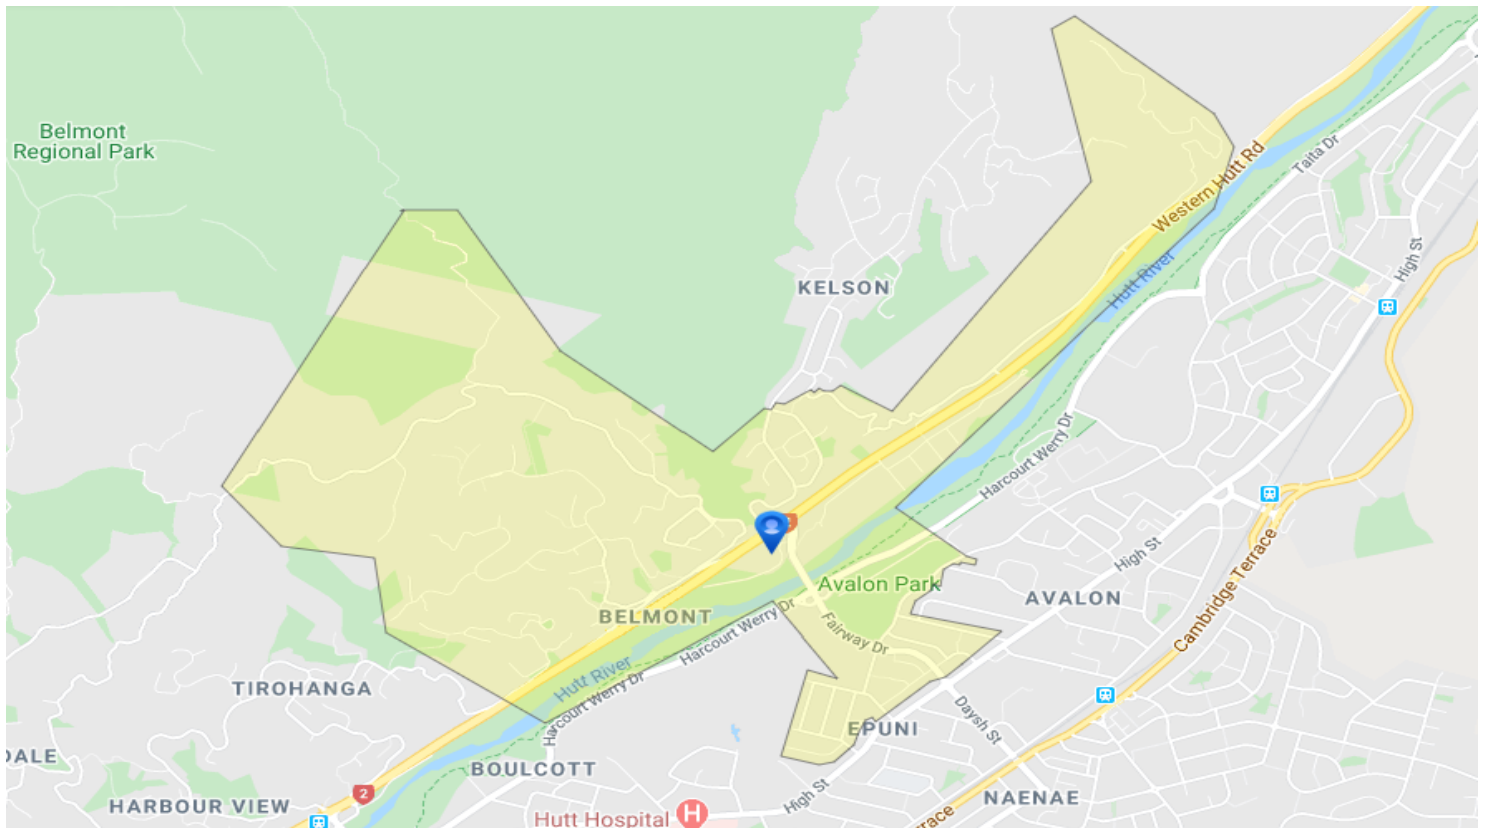 Belmont
Regional Park
Western Hutt Rd
Taita Dr
High St
Hutt River
KELSON
Harcourt Werry Dr
High St
Cambridge Terrace
Avalon Park
AVALON
BELMONT
Harcourt Werry Dr
Fairway Dr
Hutt River
Harcourt Werry Dr
TIROHANGA
EPUNI
Daysh St
DALE
BOULCOTT
2
HARBOUR VIEW
High St
NAENAE
Hutt Hospital
H
race